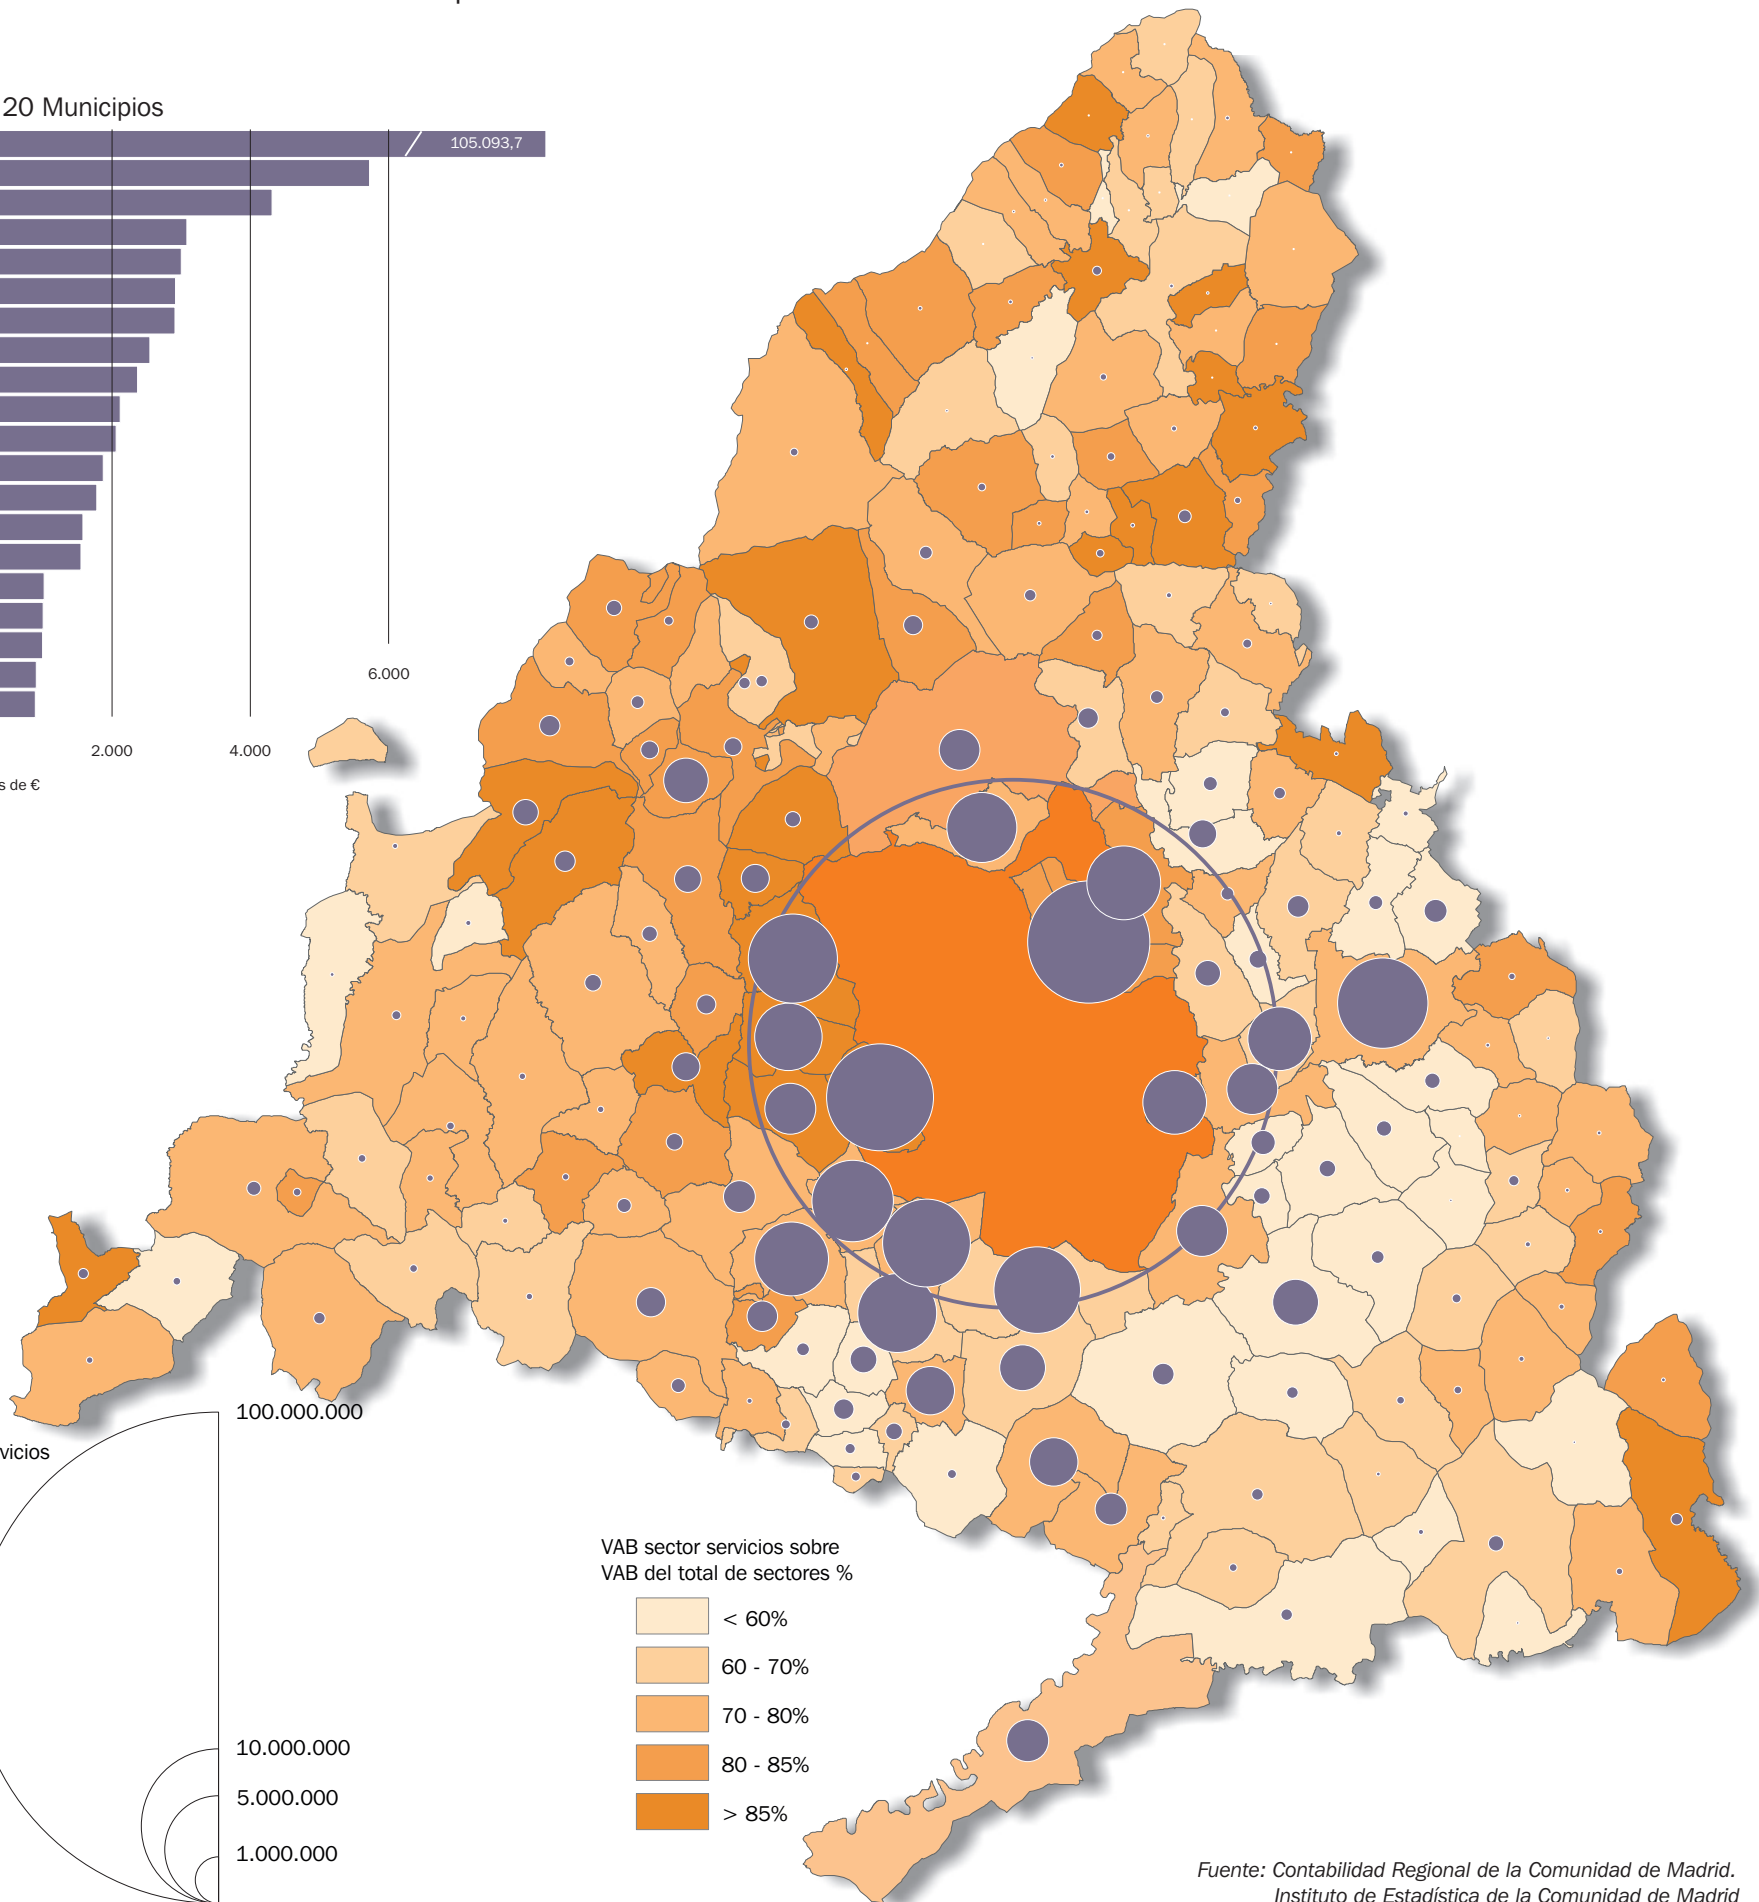 20 Municipios
105.093,7
6.000
2.000
4.000
s de €
100.000.000
vicios
10.000.000
5.000.000
1.000.000
VAB sector servicios sobre
VAB del total de sectores %
< 60%
60 - 70%
70 - 80%
80 - 85%
> 85%
Fuente: Contabilidad Regional de la Comunidad de Madrid.
Instituto de Estadística de la Comunidad de Madrid